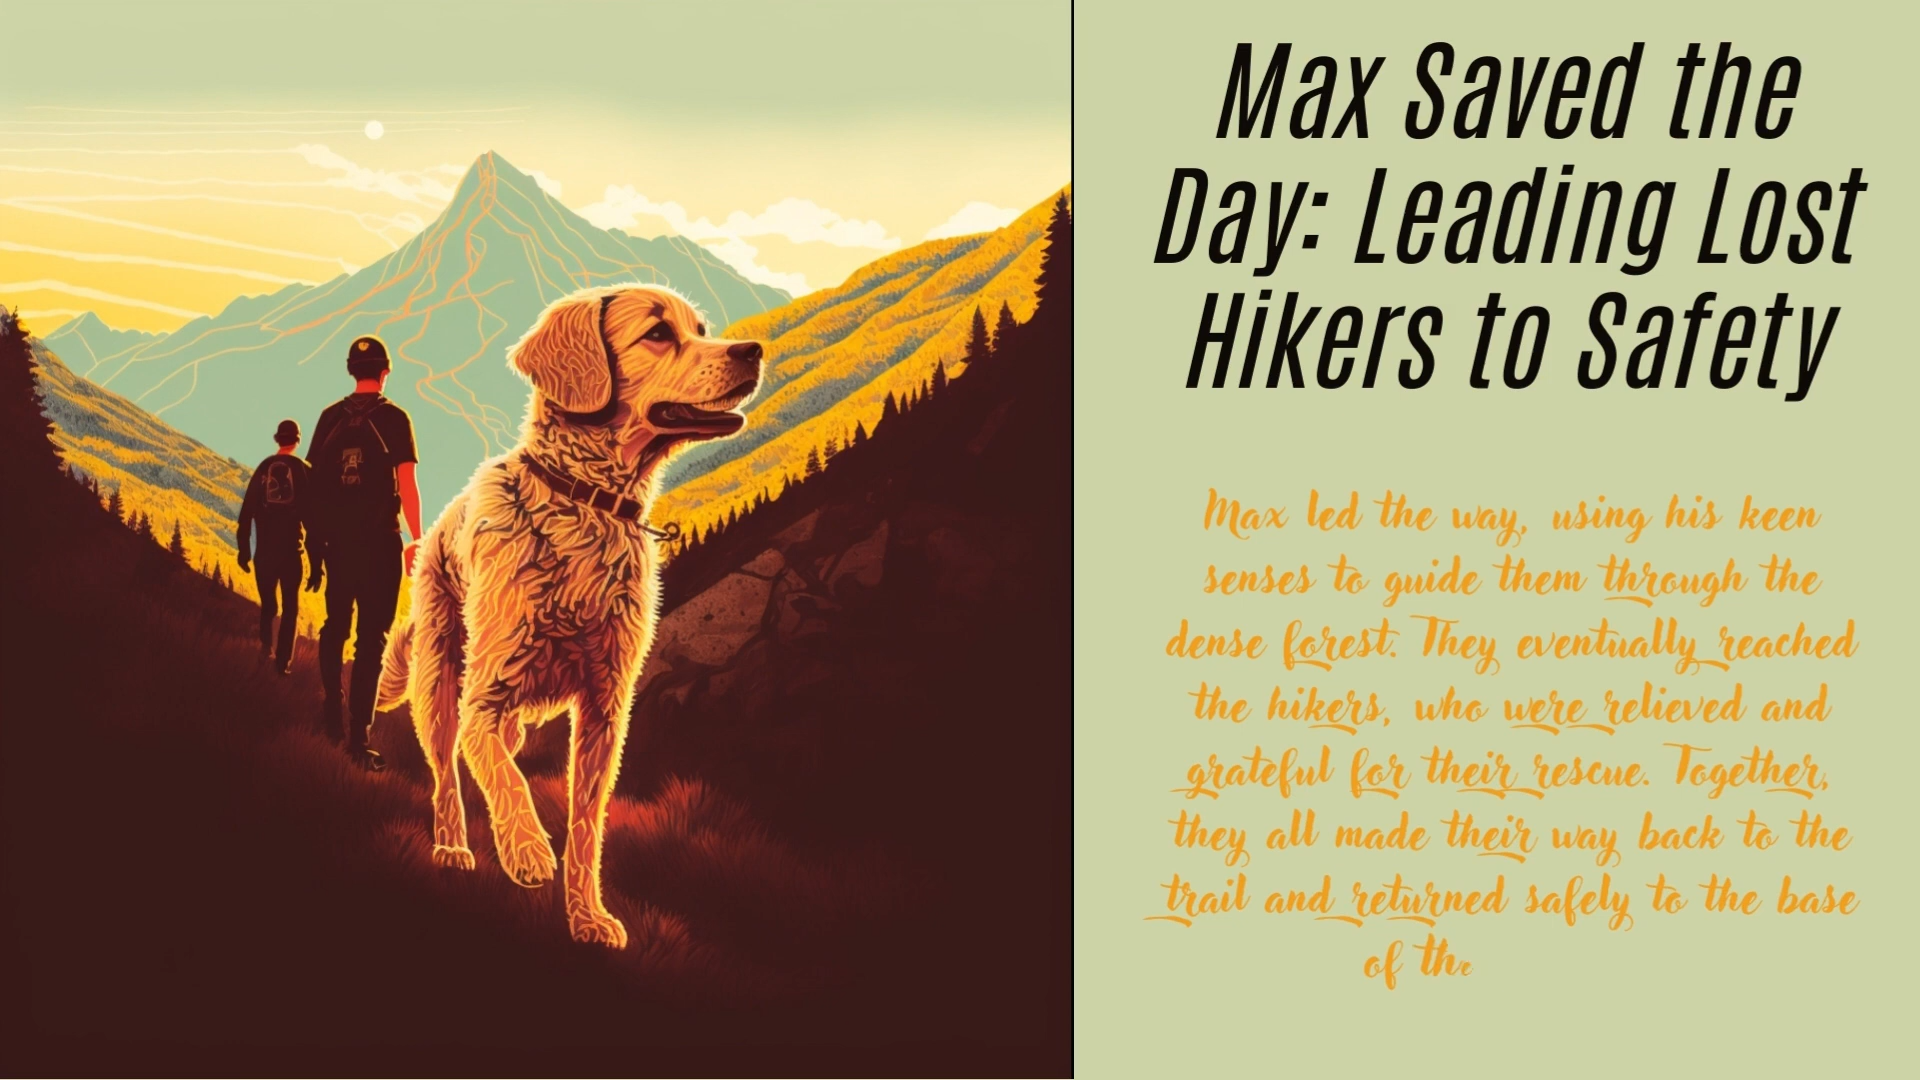 Max Saved the
Day: Leading Lost
Hikers to Safety
Max led the way, using his keen
senses to guide them through the
dense forest. They eventually reached
the hikers, who were relieved and
grateful for their rescue. Together,
they all made their way back to the
trail and returned safely to the base
of the